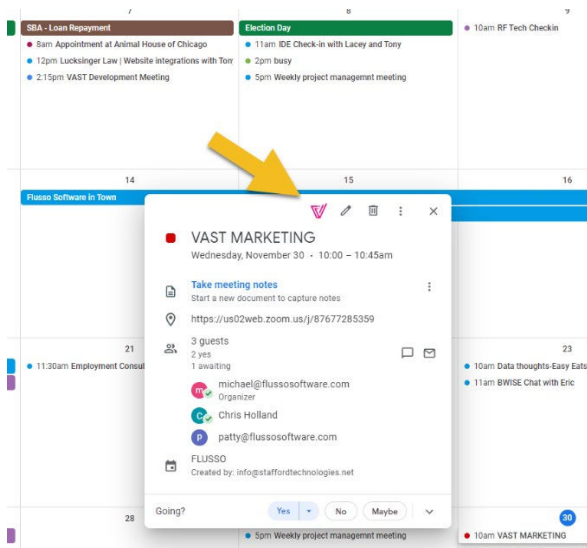 7
8
9
SBA - Loan Repayment
Election Day
10am RF Tech Checkin
8am Appointment at Animal House of Chicago
11am IDE Check-in with Lacey and Tony
12pm Lucksinger Law | Website integrations with Tony
2pm busy
2:15pm VAST Development Meeting
5pm Weekly project managemnt meeting
14
15
16
Flusso Software in Town
VAST MARKETING
Wednesday, November 30 • 10:00 – 10:45am
Take meeting notes
Start a new document to capture notes
https://us02web.zoom.us/j/87677285359
3 guests
2 yes
1 awaiting
michael@flussosoftware.com
Organizer
Chris Holland
p
patty@flussosoftware.com
FLUSSO
Created by: info@staffordtechnologies.net
Going?
Yes
No
Maybe
21
23
11:30am Employment Consul
10am Data thoughts-Easy Eats
11am BWISE Chat with Eric
28
30
5pm Weekly project managemnt meeting
10am VAST MARKETING